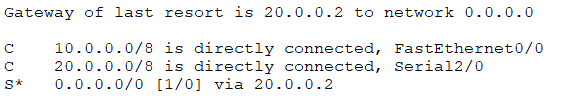 Gateway of last resort is 20.0.0.2 to network 0.0.0.0

C    10.0.0.0/8 is directly connected, FastEthernet0/0
C    20.0.0.0/8 is directly connected, Serial2/0
S*   0.0.0.0/0 [1/0] via 20.0.0.2